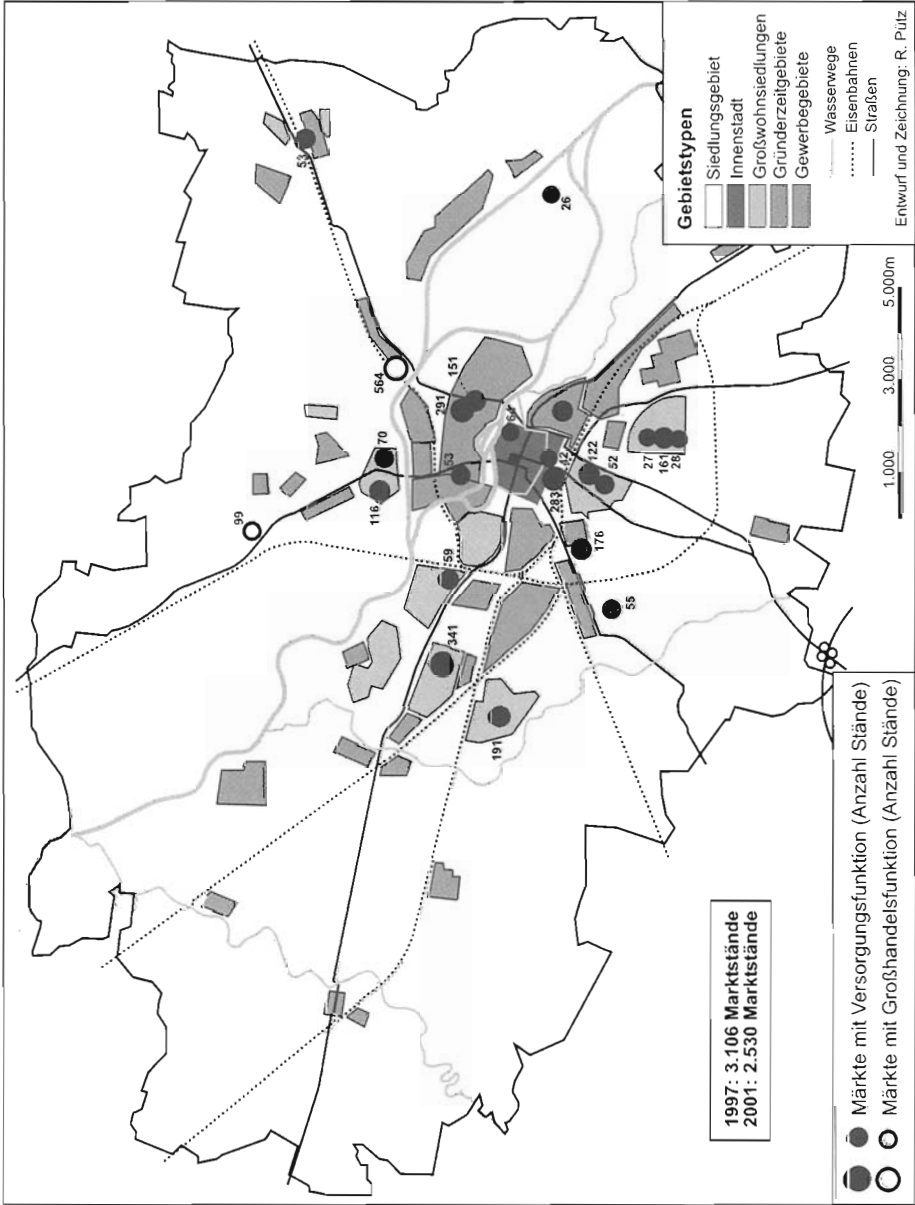 53
99
564
26
70
116
151
291
53
59
341
191
122
283
52
27
161
28
176
55
1997: 3.106 Marktstände
2001: 2.530 Marktstände
Märkte mit Versorgungsfunktion (Anzahl Stände)
Märkte mit Großhandelsfunktion (Anzahl Stände)
1.000 3.000 5.000m
Gebietstypen
Siedlungsgebiet
Innenstadt
Großwohnsiedlungen
Gründerzeitgebiete
Gewerbegebiete
Wasserwege
Eisenbahnen
Straßen
Entwurf und Zeichnung: R. Pütz